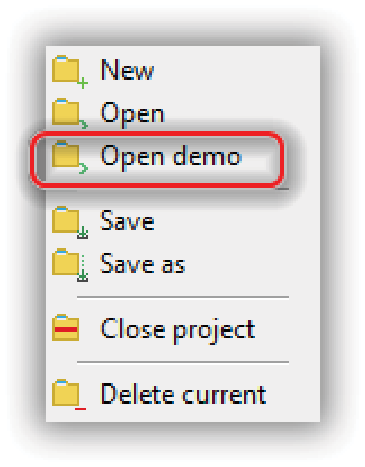 New
Open
Open demo
Save
Save as
Close project
Delete current